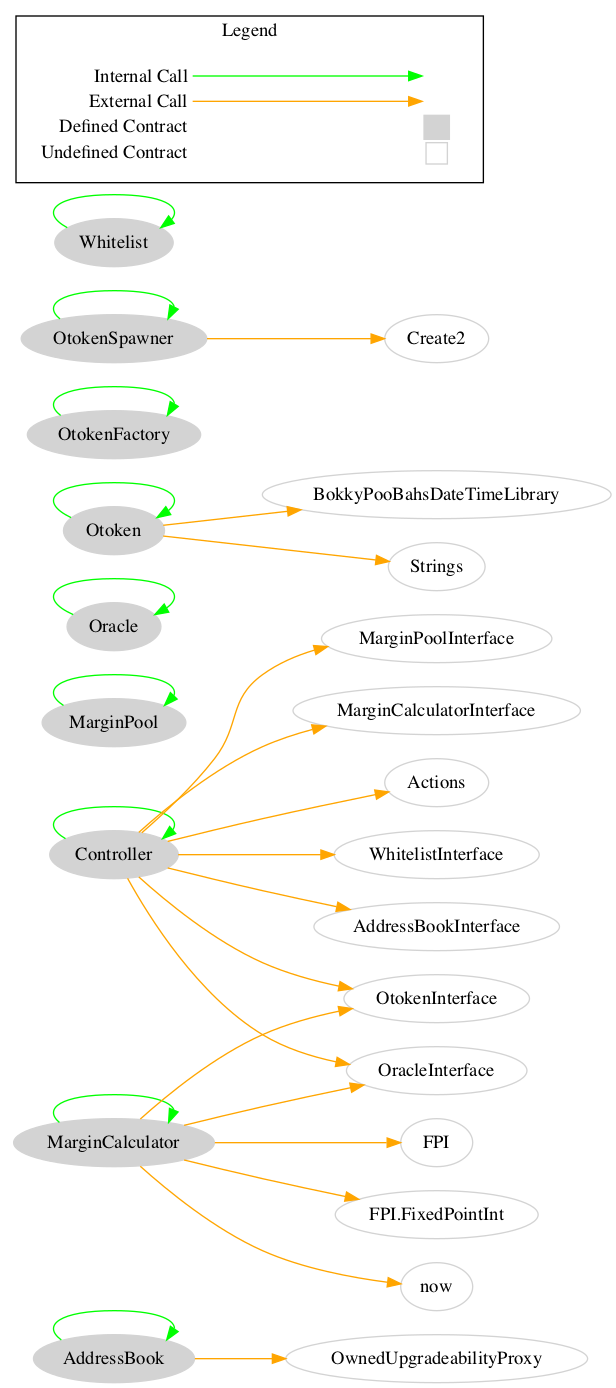 Legend
Internal Call
External Call
Defined Contract
Undefined Contract
Whitelist
OtokenSpawner
Create2
OtokenFactory
BokkyPooBahsDateTimeLibrary
Otoken
Strings
Oracle
MarginPoolInterface
MarginPool
MarginCalculatorInterface
Actions
Controller
WhitelistInterface
AddressBookInterface
OtokenInterface
OracleInterface
MarginCalculator
FPI
FPI.FixedPointInt
now
AddressBook
OwnedUpgradeabilityProxy